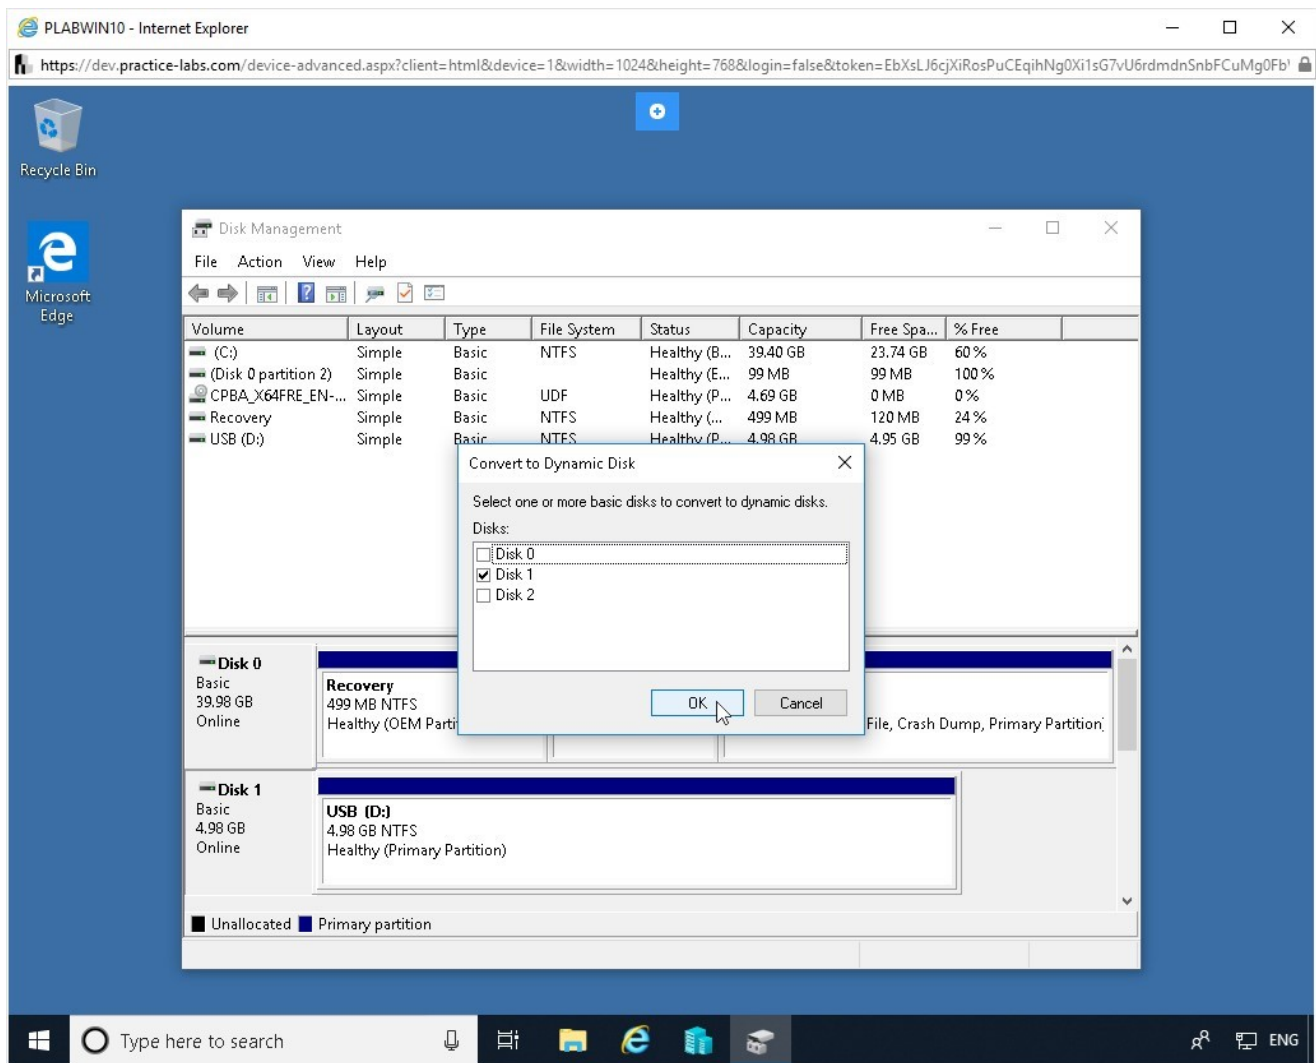 PLABWIN10 - Internet Explorer
https://dev.practice-labs.com/device-advanced.aspx?client=html&device=1&width=1024&height=768&login=false&token=EbXsLJ6cjXiRosPuCEqihNg0Xi1sG7vU6rdmdnSnbFCuMg0Fb
Recycle Bin
Microsoft
Edge
Disk Management
File Action View Help
Volume Layout Type File System Status Capacity Free Spa... % Free
(C:) Simple Basic NTFS Healthy (B... 39.40 GB 23.74 GB 60 %
(Disk 0 partition 2) Simple Basic Healthy (E... 99 MB 99 MB 100 %
CPBA_X64FRE_EN-... Simple Basic UDF Healthy (P... 4.69 GB 0 MB 0 %
Recovery Simple Basic NTFS Healthy (... 499 MB 120 MB 24 %
USB (D:) Simple Basic NTFS Healthy (P... 4.98 GB 4.95 GB 99 %
Convert to Dynamic Disk
Select one or more basic disks to convert to dynamic disks.
Disks:
Disk 0
Disk 1
Disk 2
OK Cancel
Disk 0
Basic
39.98 GB
Online
Recovery
499 MB NTFS
Healthy (OEM Parti
File, Crash Dump, Primary Partition)
Disk 1
Basic
4.98 GB
Online
USB (D:)
4.98 GB NTFS
Healthy (Primary Partition)
Unallocated Primary partition
Type here to search
ENG